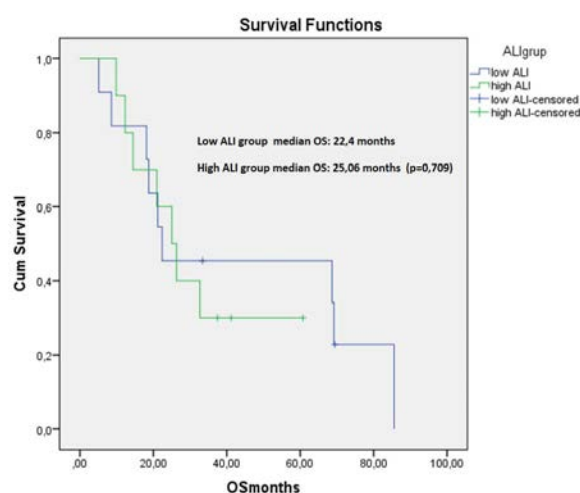 Survival Functions
ALIgrup
low ALI
high ALI
low ALI-censored
high ALI-censored
Low ALI group median OS: 22,4 months
High ALI group median OS: 25,06 months (p=0,709)
Cum Survival
1,0
0,8
0,6
0,4
0,2
0,0
,00 20,00 40,00 60,00 80,00 100,00
OSmonths